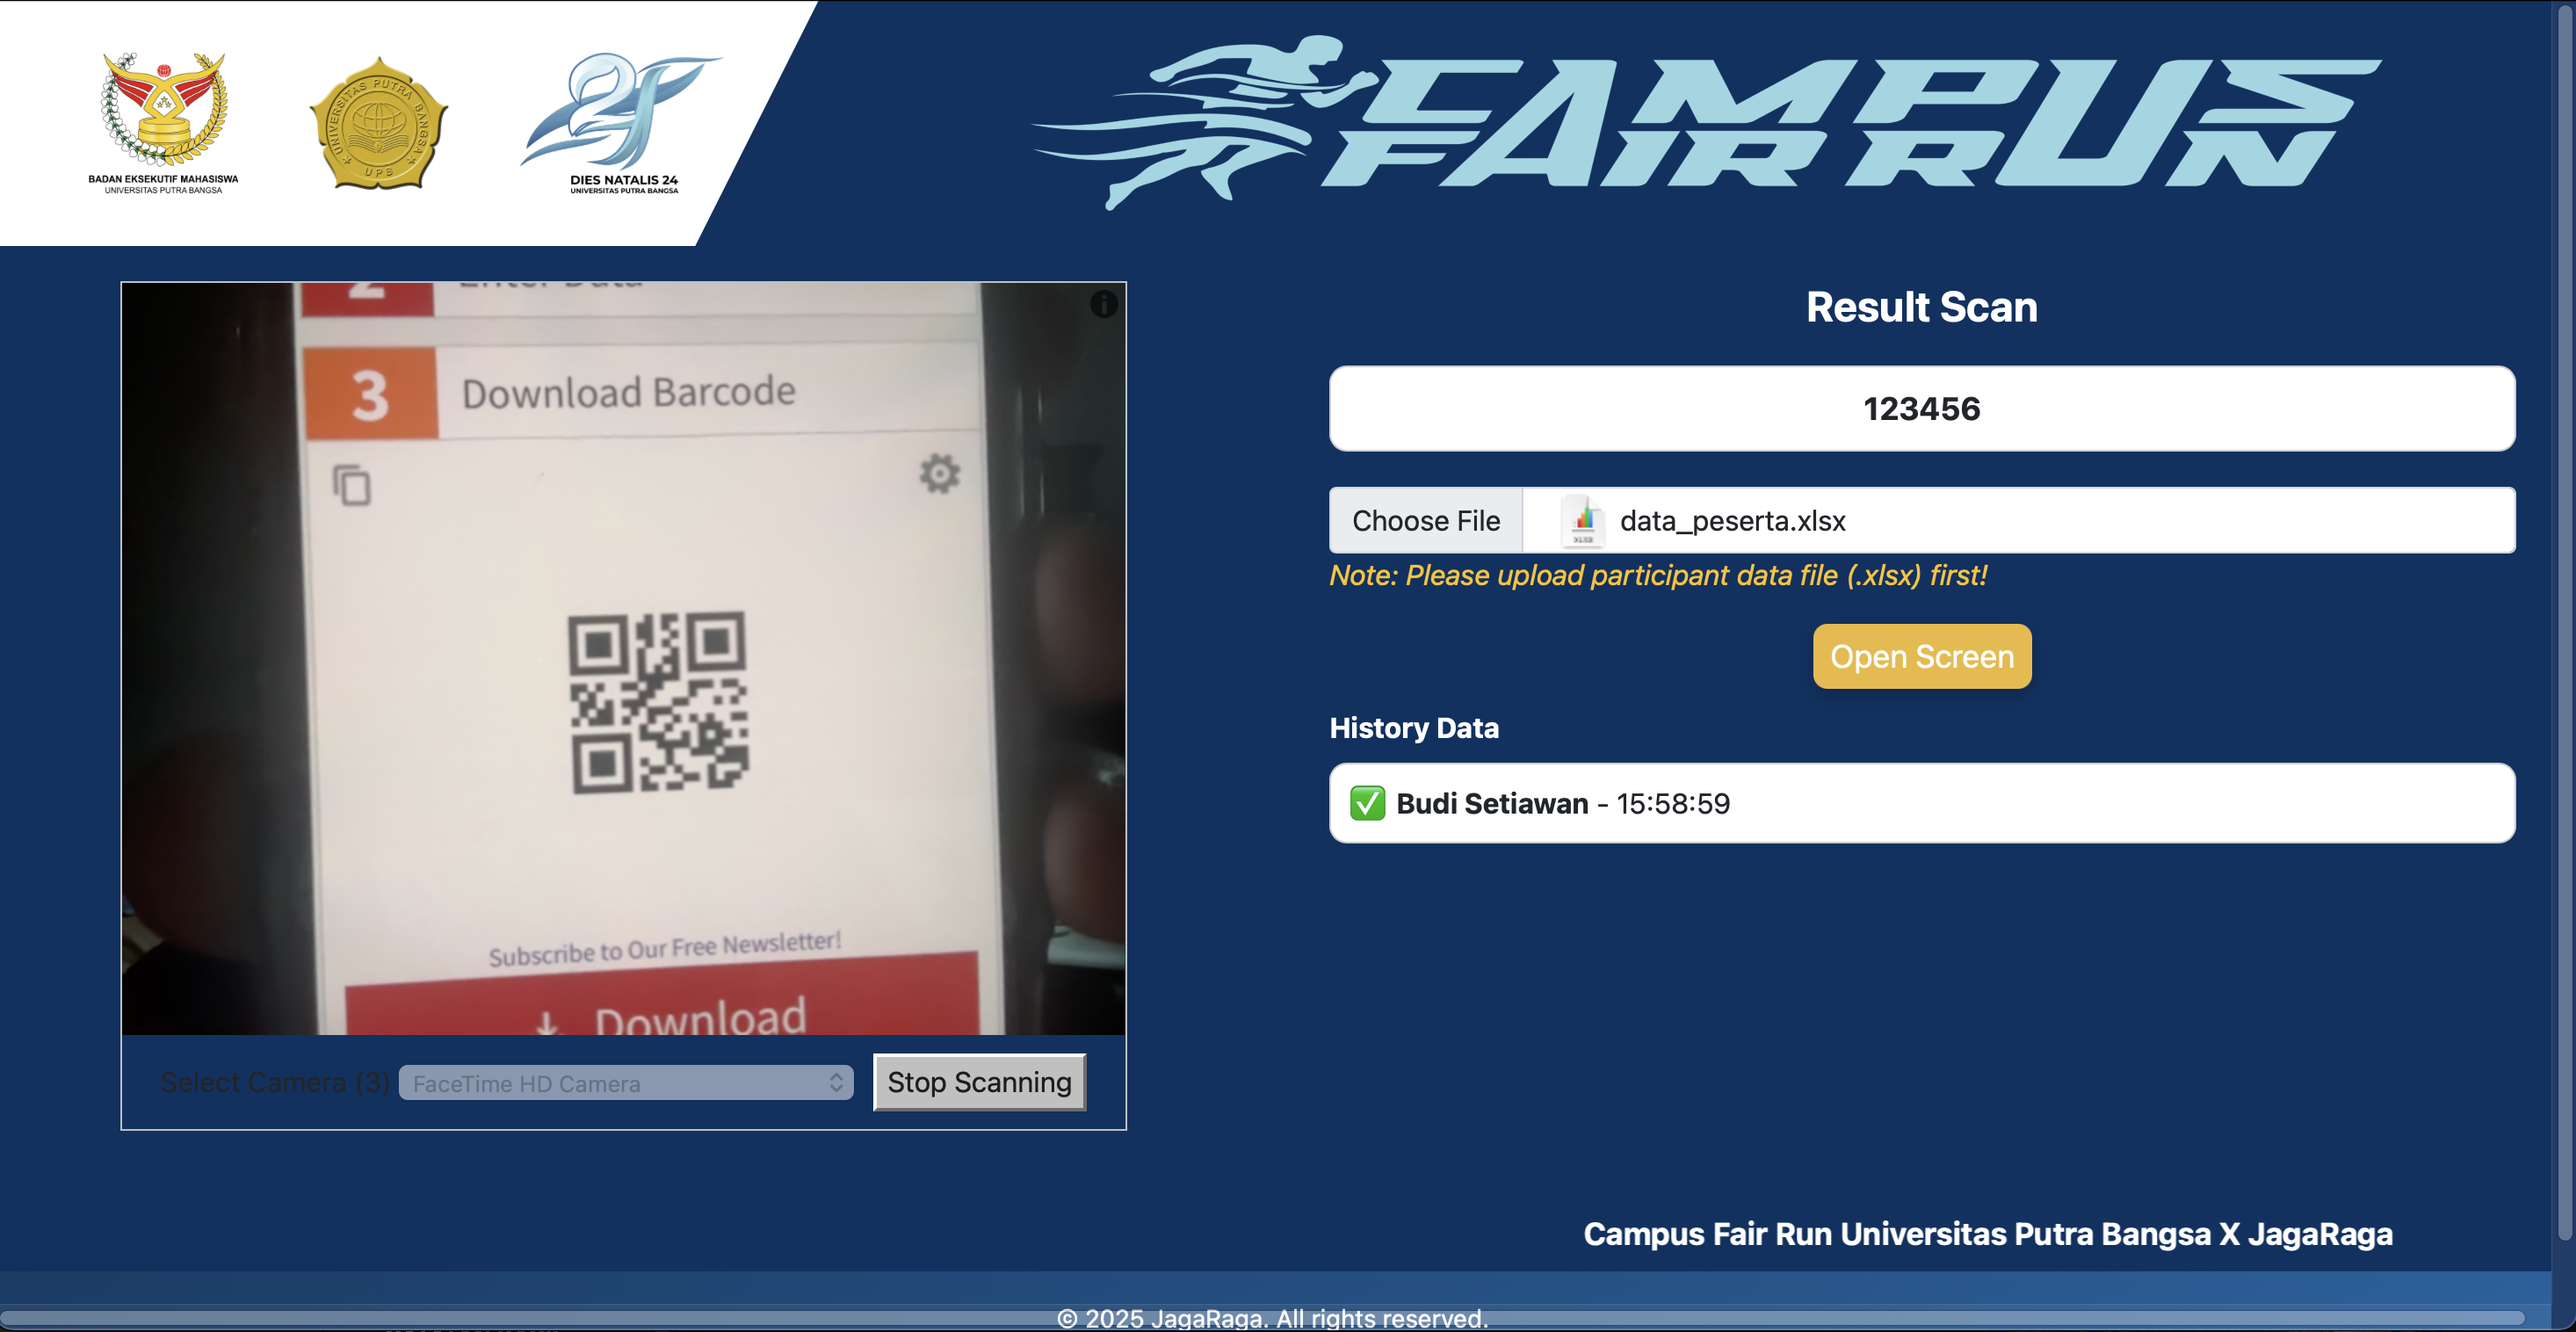 BADAN EKSEKUTIF MAHASISWA
UNIVERSITAS PUTRA BANGSA
UNIVERSITAS PUTRA BANGSA
UPB
24
DIES NATALIS 24
UNIVERSITAS PUTRA BANGSA
CAMPUS
FAIR RUN
2 Enter Data
3 Download Barcode
Subscribe to Our Free Newsletter!
Download
Select Camera (3) FaceTime HD Camera Stop Scanning
Result Scan
123456
Choose File XLSX data_peserta.xlsx
Note: Please upload participant data file (.xlsx) first!
Open Screen
History Data
✅ Budi Setiawan - 15:58:59
Campus Fair Run Universitas Putra Bangsa X JagaRaga
© 2025 JagaRaga. All rights reserved.